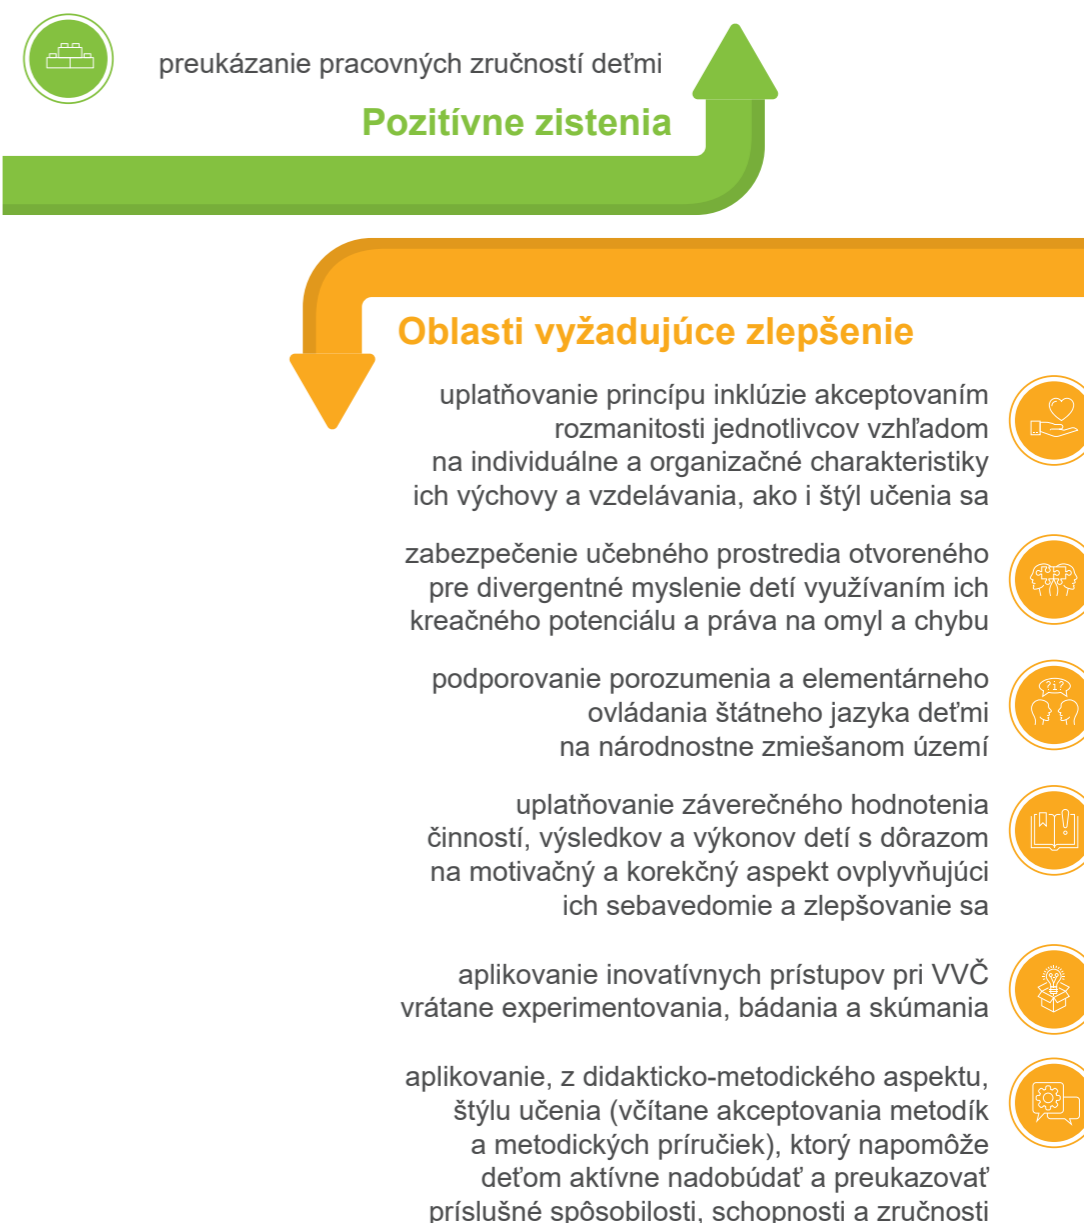 preukázanie pracovných zručností deťmi
Pozitívne zistenia
Oblasti vyžadujúce zlepšenie
uplatňovanie princípu inklúzie akceptovaním
rozmanitosti jednotlivcov vzhľadom
na individuálne a organizačné charakteristiky
ich výchovy a vzdelávania, ako i štýl učenia sa
zabezpečenie učebného prostredia otvoreného
pre divergentné myslenie detí využívaním ich
kreačného potenciálu a práva na omyl a chybu
podporovanie porozumenia a elementárneho
ovládania štátneho jazyka deťmi
na národnostne zmiešanom území
uplatňovanie záverečného hodnotenia
činností, výsledkov a výkonov detí s dôrazom
na motivačný a korekčný aspekt ovplyvňujúci
ich sebavedomie a zlepšovanie sa
aplikovanie inovatívnych prístupov pri VVČ
vrátane experimentovania, bádania a skúmania
aplikovanie, z didakticko-metodického aspektu,
štýlu učenia (včítane akceptovania metodík
a metodických príručiek), ktorý napomôže
deťom aktívne nadobúdať a preukazovať
príslušné spôsobilosti, schopnosti a zručnosti